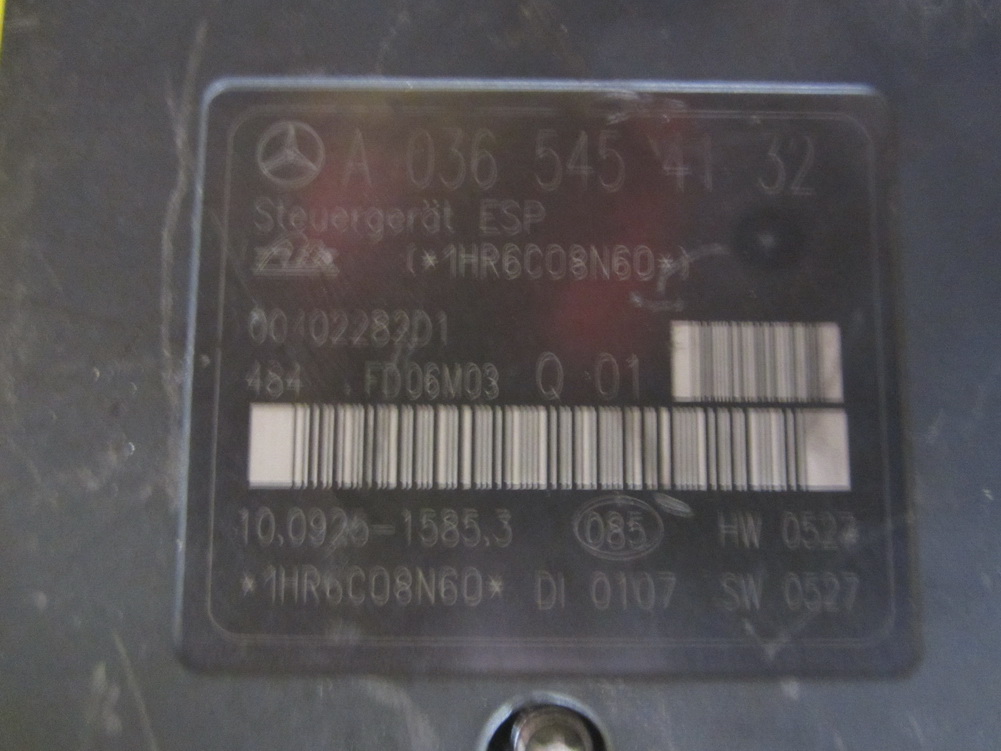 A 036 545 41 32
Steuergerät ESP
(*1HR6C08N60*)
00402282D1
484 FD06M03 Q 01
10.0926-1585.3 085 HW 0527
*1HR6C08N60* DI 0107 SW 0527